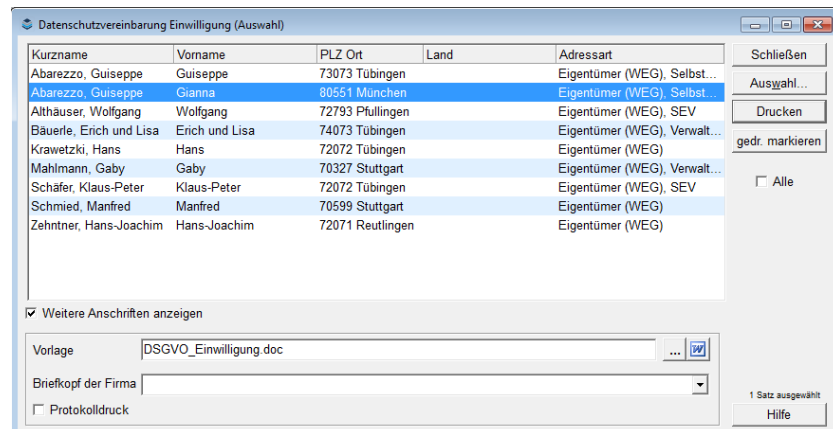 Datenschutzvereinbarung Einwilligung (Auswahl)
Kurzname Vorname PLZ Ort Land Adressart
Abarezzo, Guiseppe Guiseppe 73073 Tübingen Eigentümer (WEG), Selbst...
Abarezzo, Guiseppe Gianna 80551 München Eigentümer (WEG), Selbst...
Althäuser, Wolfgang Wolfgang 72793 Pfullingen Eigentümer (WEG), SEV
Bäuerle, Erich und Lisa Erich und Lisa 74073 Tübingen Eigentümer (WEG), Verwalt...
Krawetzki, Hans Hans 72072 Tübingen Eigentümer (WEG)
Mahlmann, Gaby Gaby 70327 Stuttgart Eigentümer (WEG), Verwalt...
Schäfer, Klaus-Peter Klaus-Peter 72072 Tübingen Eigentümer (WEG), SEV
Schmied, Manfred Manfred 70599 Stuttgart Eigentümer (WEG)
Zehntner, Hans-Joachim Hans-Joachim 72071 Reutlingen Eigentümer (WEG)
Schließen
Auswahl...
Drucken
gedr. markieren
Alle
Weitere Anschriften anzeigen
Vorlage DSGVO_Einwilligung.doc ... W
Briefkopf der Firma
Protokolldruck
1 Satz ausgewählt
Hilfe